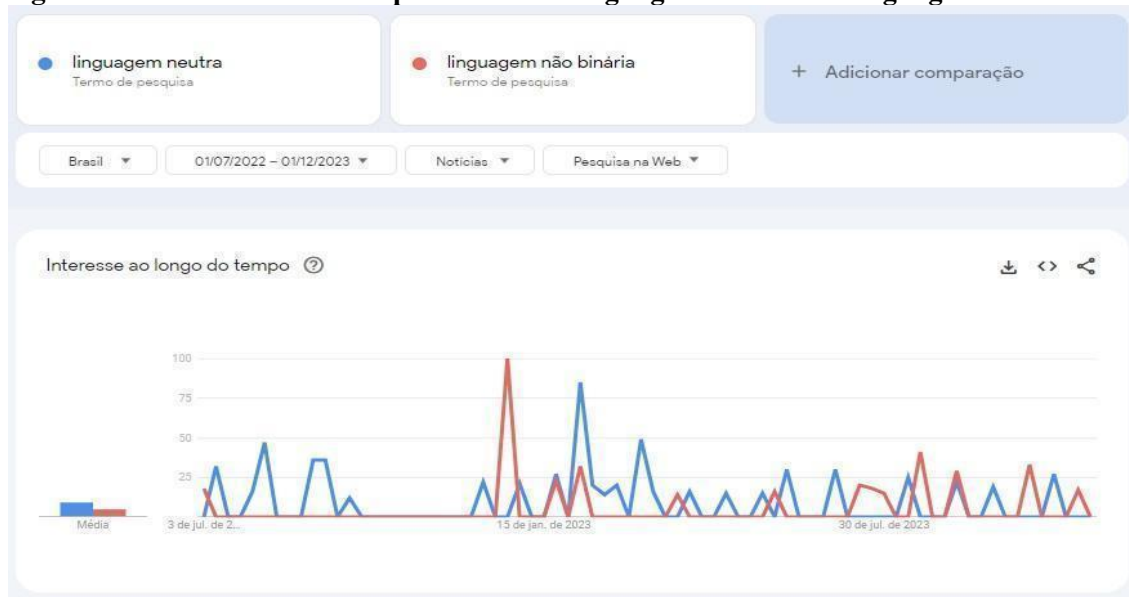 linguagem neutra
Termo de pesquisa
linguagem não binária
Termo de pesquisa
+ Adicionar comparação
Brasil
01/07/2022 – 01/12/2023
Notícias
Pesquisa na Web
Interesse ao longo do tempo
100
75
50
25
Média
3 de jul. de 2...
15 de jan. de 2023
30 de jul. de 2023